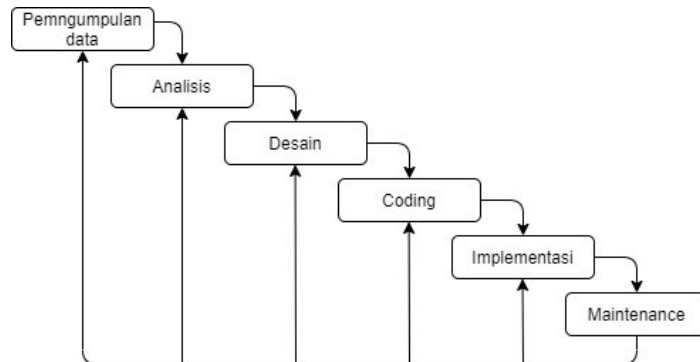 Pemngumpulan
data
Analisis
Desain
Coding
Implementasi
Maintenance